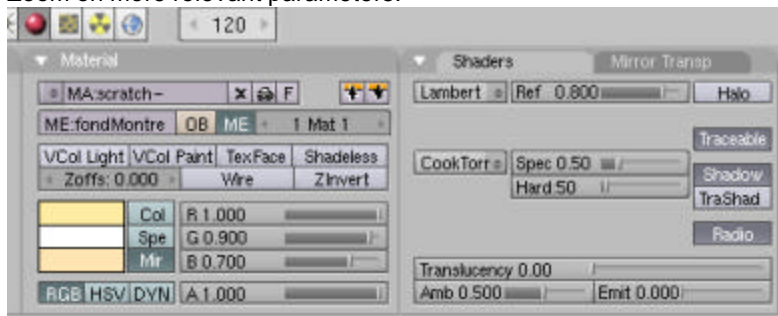 Zoom on more relevant parameters.
120
Material
MA:scratch~ X F
ME:fondMontre OB ME 1 Mat 1
VCol Light VCol Paint TexFace Shadeless
Zoffs: 0.000 Wire ZInvert
Col R 1.000
Spe G 0.900
Mir B 0.700
RGB HSV DYN A 1.000
Shaders Mirror Transp
Lambert Ref 0.800 Halo
Traceable
CookTorr Spec 0.50 Shadow
Hard:50 TraShad
Radio
Translucency 0.00
Amb 0.500 Emit 0.000